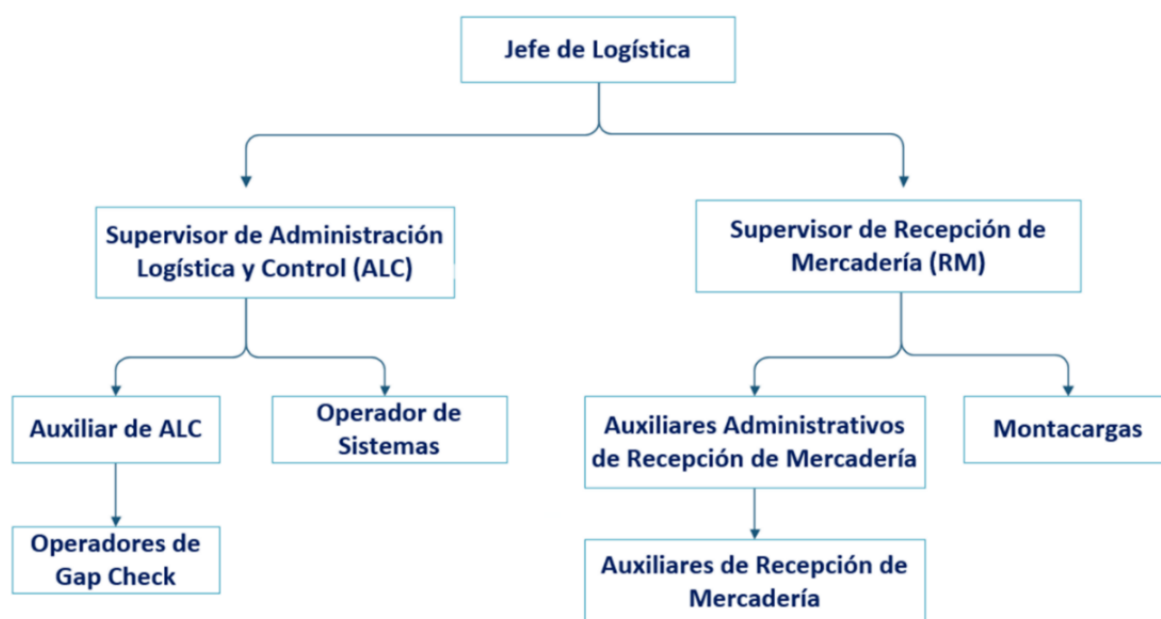 Jefe de Logística
Supervisor de Administración
Logística y Control (ALC)
Supervisor de Recepción de
Mercadería (RM)
Auxiliar de ALC
Operador de
Sistemas
Auxiliares Administrativos
de Recepción de Mercadería
Montacargas
Operadores de
Gap Check
Auxiliares de Recepción de
Mercadería